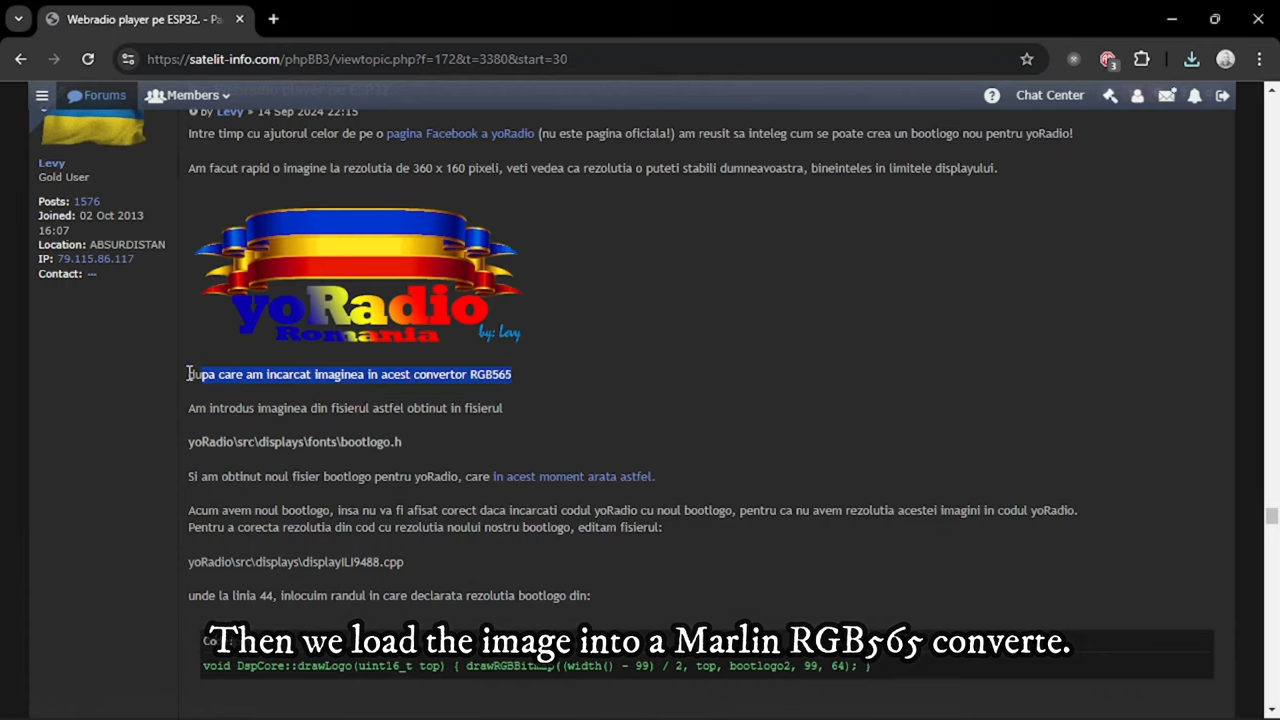 Webradio player pe ESP32. - Pa
https://satelit-info.com/phpBB3/viewtopic.php?f=172&t=3380&start=30
3
Forums
Members
Chat Center
by Levy » 14 Sep 2024 22:15
Levy
Gold User
Posts: 1576
Joined: 02 Oct 2013
16:07
Location: ABSURDISTAN
IP: 79.115.86.117
Contact:
Intre timp cu ajutorul celor de pe o pagina Facebook a yoRadio (nu este pagina oficiala!) am reusit sa inteleg cum se poate crea un bootlogo nou pentru yoRadio!
Am facut rapid o imagine la rezolutia de 360 x 160 pixeli, veti vedea ca rezolutia o puteti stabili dumneavoastra, bineinteles in limitele displayului.
yoRadio
Romania
by: Levy
dupa care am incarcat imaginea in acest convertor RGB565
Am introdus imaginea din fisierul astfel obtinut in fisierul
yoRadio\src\displays\fonts\bootlogo.h
Si am obtinut noul fisier bootlogo pentru yoRadio, care in acest moment arata astfel.
Acum avem noul bootlogo, insa nu va fi afisat corect daca incarcati codul yoRadio cu noul bootlogo, pentru ca nu avem rezolutia acestei imagini in codul yoRadio.
Pentru a corecta rezolutia din cod cu rezolutia noului nostru bootlogo, editam fisierul:
yoRadio\src\displays\displayILI9488.cpp
unde la linia 44, inlocuim randul in care declarata rezolutia bootlogo din:
Then we load the image into a Marlin RGB565 converte.
void DspCore::drawLogo(uint16_t top) { drawRGBBitmap((width() - 99) / 2, top, bootlogo2, 99, 64); }